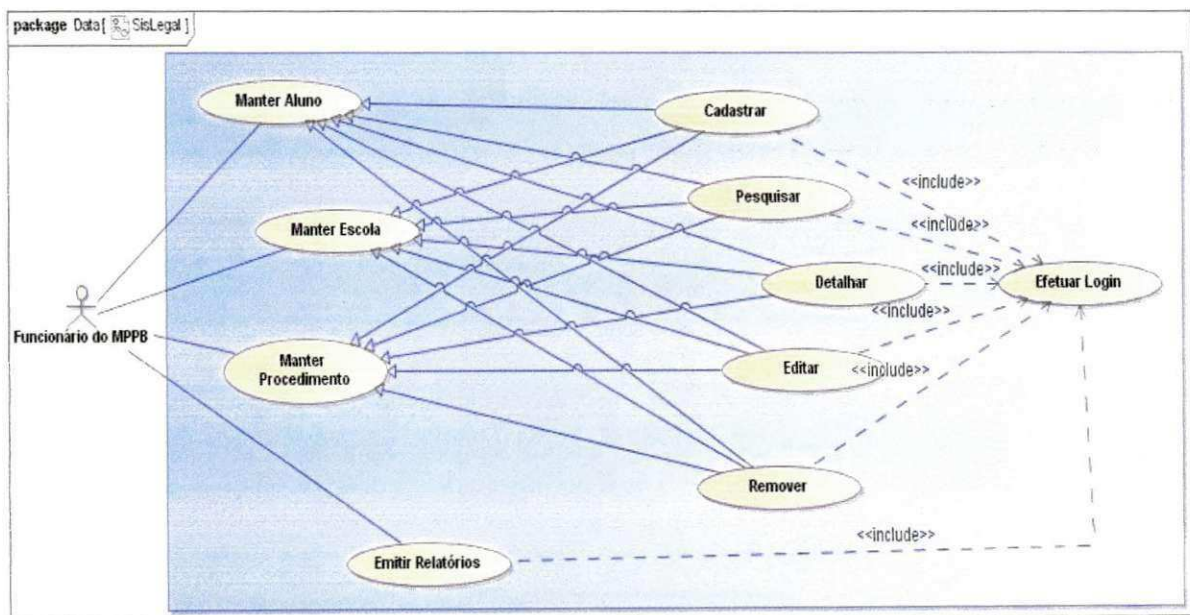 package Data[ SisLegal ]
Manter Aluno
Cadastrar
<<include>>
Pesquisar
<<include>>
Manter Escola
<<include>>
Detalhar
Efetuar Login
<<include>>
Funcionário do MPPB
Manter
Procedimento
Editar
<<include>>
Remover
<<include>>
Emitir Relatórios